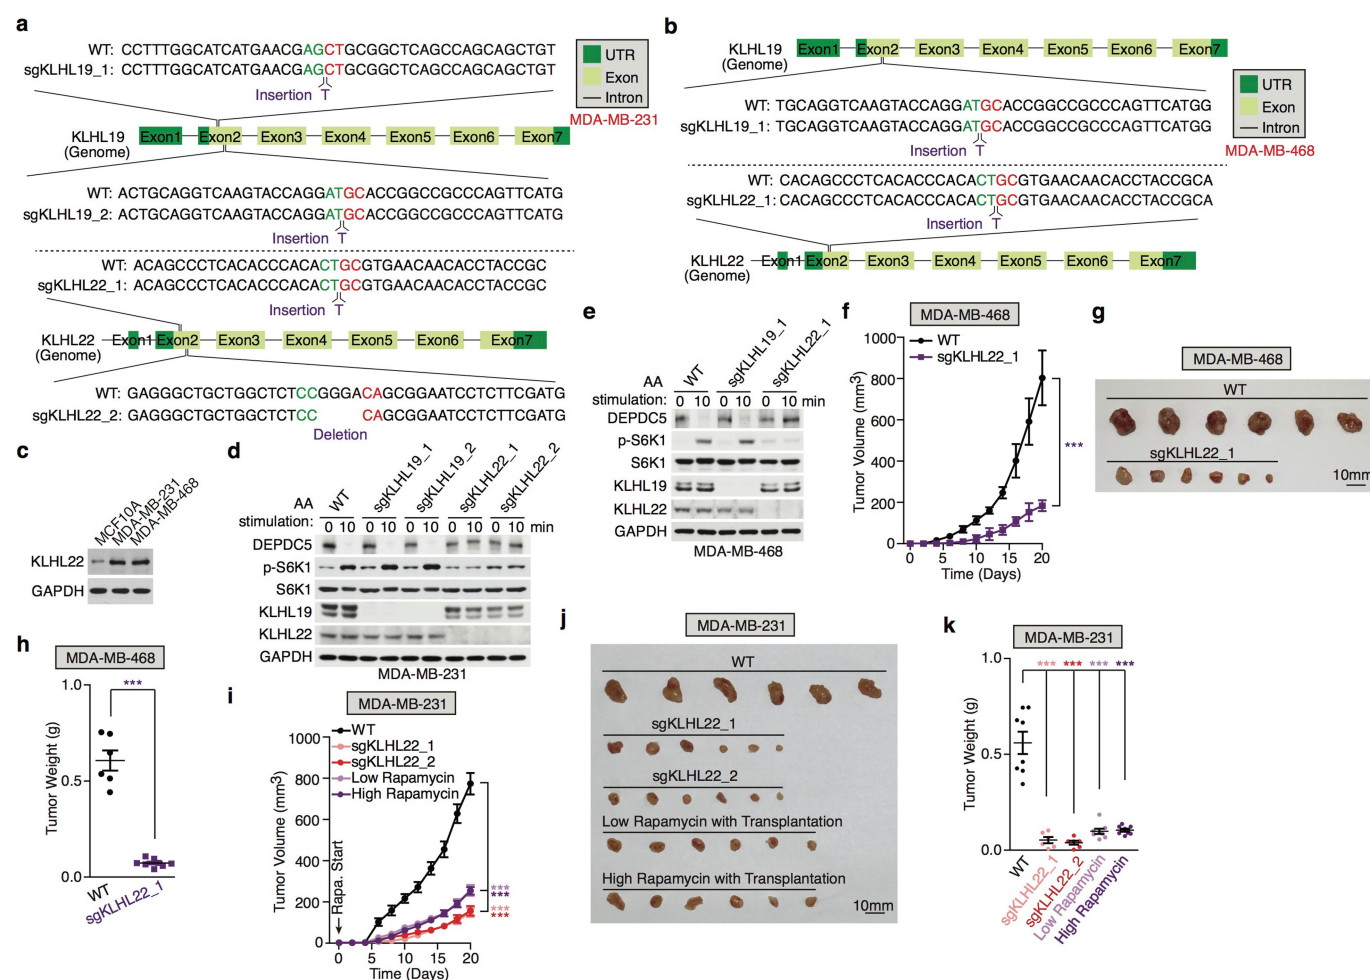 a
WT: CCTTTGGCATCATGAACGAGCTGCGGCTCAGCCAGCAGCTGT
sgKLHL19_1: CCTTTGGCATCATGAACGAGCTGCGGCTCAGCCAGCAGCTGT
Insertion T
UTR
Exon
Intron
MDA-MB-231
KLHL19
(Genome)
Exon1 Exon2 Exon3 Exon4 Exon5 Exon6 Exon7
WT: ACTGCAGGTCAAGTACCAGGATGCACCGGCCGCCCAGTTCATG
sgKLHL19_2: ACTGCAGGTCAAGTACCAGGATGCACCGGCCGCCCAGTTCATG
Insertion T
WT: ACAGCCCTCACACCCACACTGCGTGAACAACACCTACCGC
sgKLHL22_1: ACAGCCCTCACACCCACACTGCGTGAACAACACCTACCGC
Insertion T
KLHL22
(Genome)
Exon1 Exon2 Exon3 Exon4 Exon5 Exon6 Exon7
WT: GAGGGCTGCTGGCTCTCCGGGACAGCGGAATCCTCTTCGATG
sgKLHL22_2: GAGGGCTGCTGGCTCTCC CAGCGGAATCCTCTTCGATG
Deletion
b
KLHL19
(Genome)
Exon1 Exon2 Exon3 Exon4 Exon5 Exon6 Exon7
UTR
Exon
Intron
MDA-MB-468
WT: TGCAGGTCAAGTACCAGGATGCACCGGCCGCCCAGTTCATGG
sgKLHL19_1: TGCAGGTCAAGTACCAGGATGCACCGGCCGCCCAGTTCATGG
Insertion T
WT: CACAGCCCTCACACCCACACTGCGTGAACAACACCTACCGCA
sgKLHL22_1: CACAGCCCTCACACCCACACTGCGTGAACAACACCTACCGCA
Insertion T
KLHL22
(Genome)
Exon1 Exon2 Exon3 Exon4 Exon5 Exon6 Exon7
c
MCF10A
MDA-MB-231
MDA-MB-468
KLHL22
GAPDH
d
WT sgKLHL19_1 sgKLHL19_2 sgKLHL22_1 sgKLHL22_2
AA
stimulation: 0 10 0 10 0 10 0 10 0 10 min
DEPDC5
p-S6K1
S6K1
KLHL19
KLHL22
GAPDH
MDA-MB-231
e
WT sgKLHL19_1 sgKLHL22_1
AA
stimulation: 0 10 0 10 0 10 min
DEPDC5
p-S6K1
S6K1
KLHL19
KLHL22
GAPDH
MDA-MB-468
f
MDA-MB-468
WT
sgKLHL22_1
Tumor Volume (mm3)
1000
800
600
400
200
0
0 5 10 15 20
Time (Days)
***
g
MDA-MB-468
WT
sgKLHL22_1
10mm
h
MDA-MB-468
***
Tumor Weight (g)
1.0
0.5
0.0
WT
sgKLHL22_1
i
MDA-MB-231
WT
sgKLHL22_1
sgKLHL22_2
Low Rapamycin
High Rapamycin
Tumor Volume (mm3)
1000
800
600
400
200
0
Rapa. Start
***
***
***
***
0 5 10 15 20
Time (Days)
j
MDA-MB-231
WT
sgKLHL22_1
sgKLHL22_2
Low Rapamycin with Transplantation
High Rapamycin with Transplantation
10mm
k
MDA-MB-231
*** *** *** ***
Tumor Weight (g)
1.0
0.5
0.0
WT
sgKLHL22_1
sgKLHL22_2
Low Rapamycin
High Rapamycin